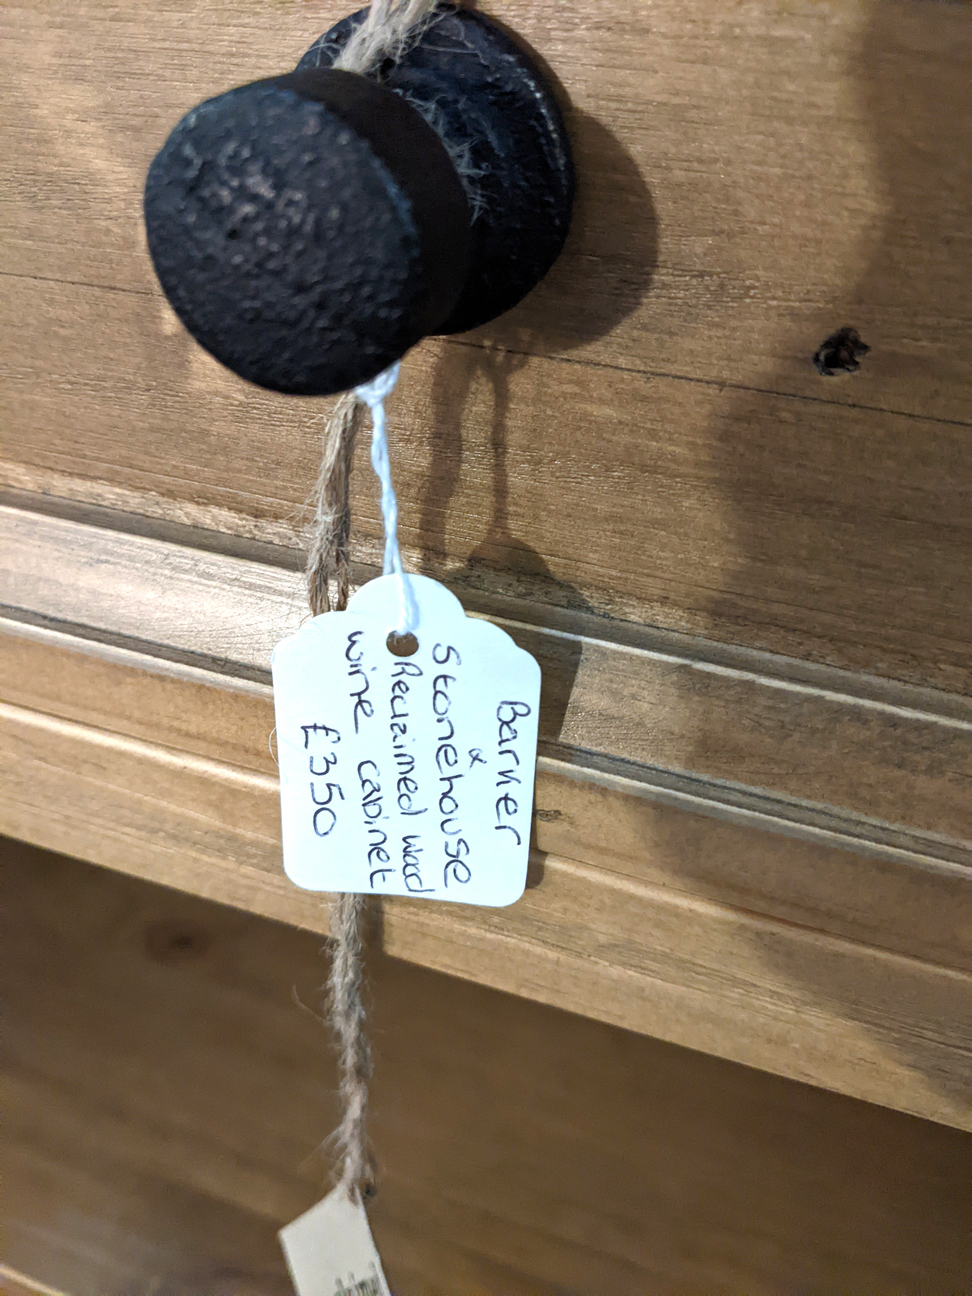 Barker
&
Stonehouse
Reclaimed wood
wine cabinet
£350